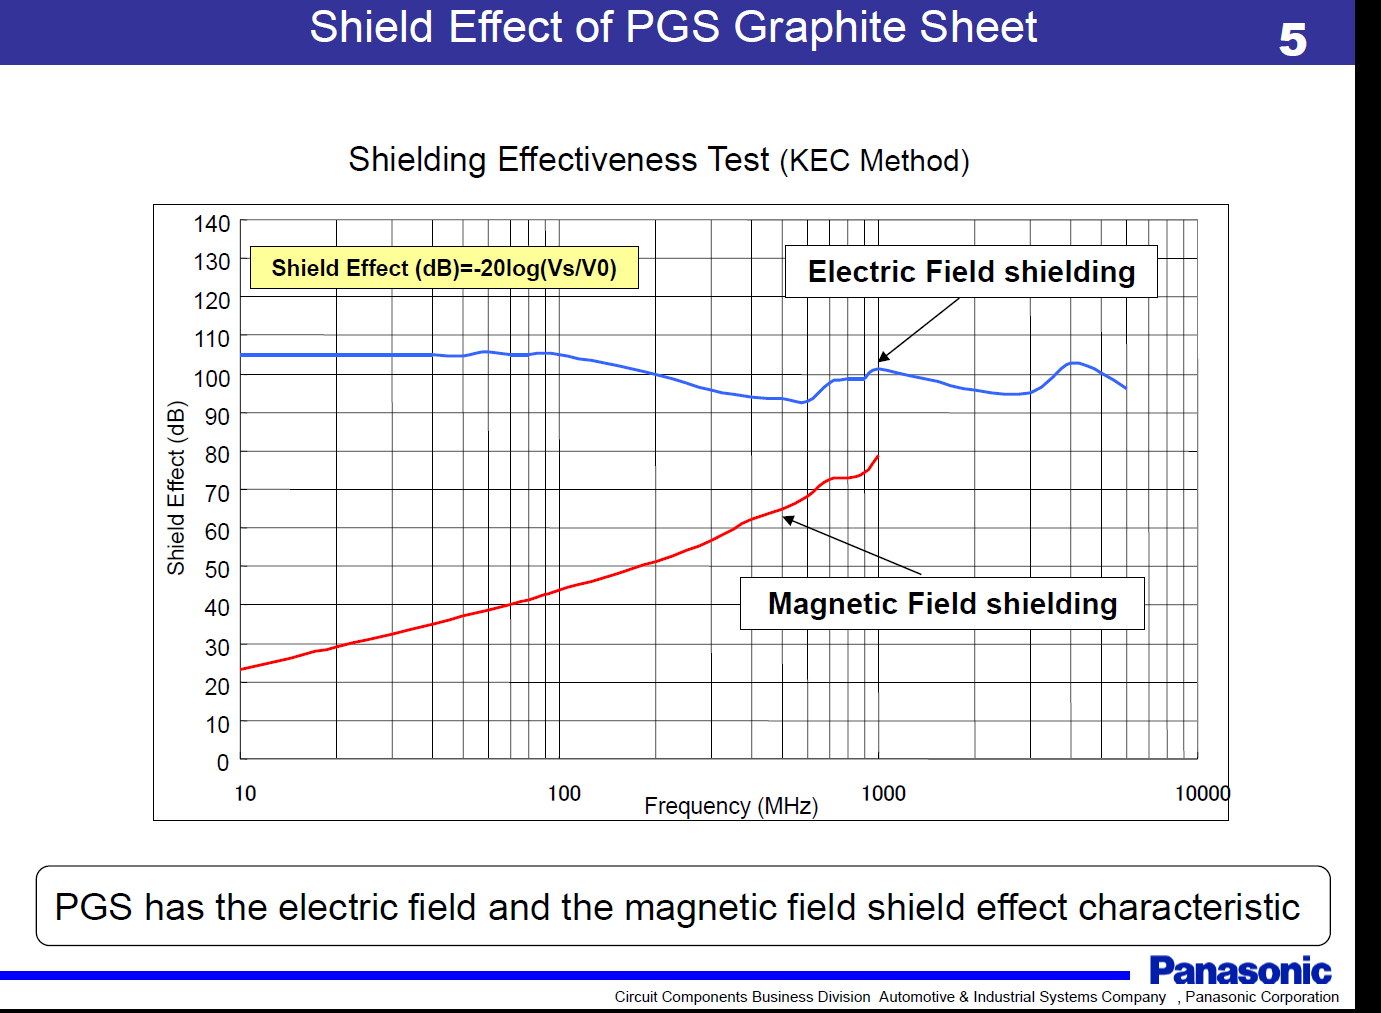 Shield Effect of PGS Graphite Sheet
5
Shielding Effectiveness Test (KEC Method)
140
130
120
110
100
90
80
70
60
50
40
30
20
10
0
Shield Effect (dB)
Shield Effect (dB)=-20log(Vs/V0)
Electric Field shielding
Magnetic Field shielding
10
100
1000
10000
Frequency (MHz)
PGS has the electric field and the magnetic field shield effect characteristic
Panasonic
Circuit Components Business Division Automotive & Industrial Systems Company , Panasonic Corporation